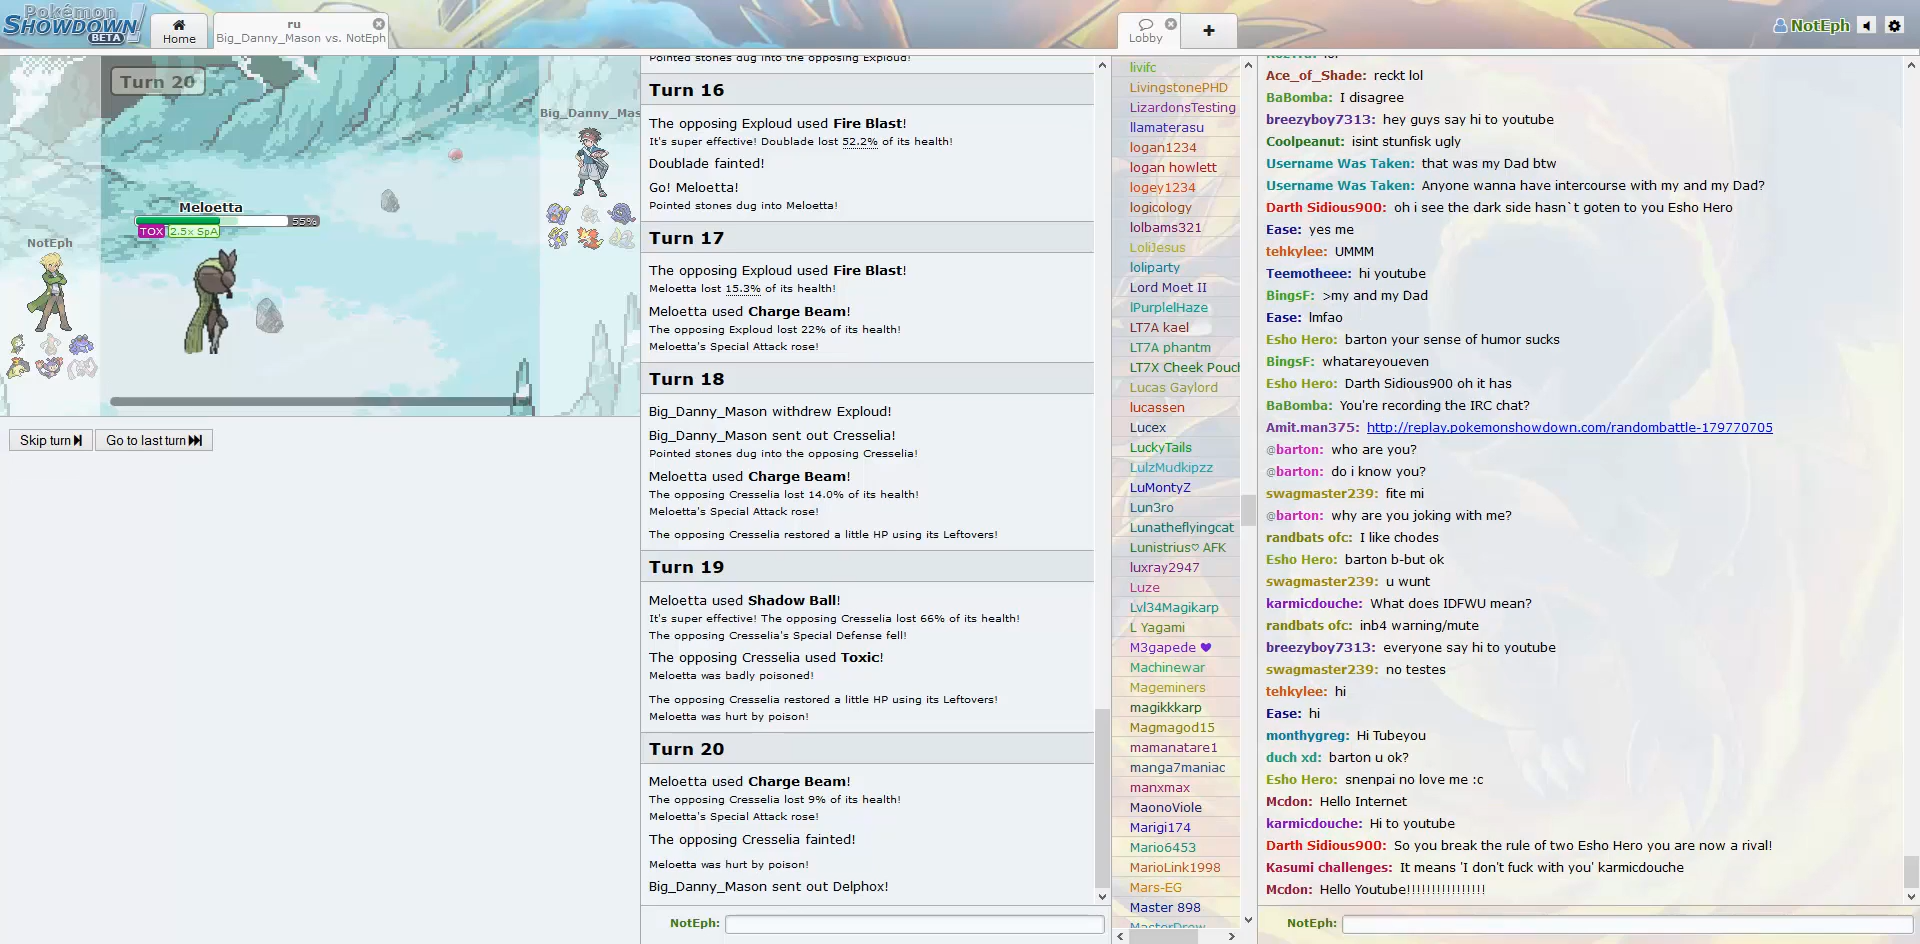 Pokémon
SHOWDOWN!
BETA
Home
ru
Big_Danny_Mason vs. NotEph
Lobby
NotEph
Turn 20
Big_Danny_Mas
Meloetta
55%
TOX 2.5x SpA
NotEph
Skip turn
Go to last turn
Pointed stones dug into the opposing Exploud!
Turn 16
The opposing Exploud used Fire Blast!
It's super effective! Doublade lost 52.2% of its health!
Doublade fainted!
Go! Meloetta!
Pointed stones dug into Meloetta!
Turn 17
The opposing Exploud used Fire Blast!
Meloetta lost 15.3% of its health!
Meloetta used Charge Beam!
The opposing Exploud lost 22% of its health!
Meloetta's Special Attack rose!
Turn 18
Big_Danny_Mason withdrew Exploud!
Big_Danny_Mason sent out Cresselia!
Pointed stones dug into the opposing Cresselia!
Meloetta used Charge Beam!
The opposing Cresselia lost 14.0% of its health!
Meloetta's Special Attack rose!
The opposing Cresselia restored a little HP using its Leftovers!
Turn 19
Meloetta used Shadow Ball!
It's super effective! The opposing Cresselia lost 66% of its health!
The opposing Cresselia's Special Defense fell!
The opposing Cresselia used Toxic!
Meloetta was badly poisoned!
The opposing Cresselia restored a little HP using its Leftovers!
Meloetta was hurt by poison!
Turn 20
Meloetta used Charge Beam!
The opposing Cresselia lost 9% of its health!
Meloetta's Special Attack rose!
The opposing Cresselia fainted!
Meloetta was hurt by poison!
Big_Danny_Mason sent out Delphox!
NotEph:
livifc
LivingstonePHD
LizardonsTesting
llamaterasu
logan1234
logan howlett
logey1234
logicology
lolbams321
LoliJesus
loliparty
Lord Moet II
lPurplelHaze
LT7A kael
LT7A phantm
LT7X Cheek Pouch
Lucas Gaylord
lucassen
Lucex
LuckyTails
LulzMudkipzz
LuMontyZ
Lun3ro
Lunatheflyingcat
Lunistrius♡ AFK
luxray2947
Luze
Lvl34Magikarp
L Yagami
M3gapede ♥
Machinewar
Mageminers
magikkkarp
Magmagod15
mamanatare1
manga7maniac
manxmax
MaonoViole
Marigi174
Mario6453
MarioLink1998
Mars-EG
Master 898
MasterDrew
Ace_of_Shade: reckt lol
BaBomba: I disagree
breezyboy7313: hey guys say hi to youtube
Coolpeanut: isint stunfisk ugly
Username Was Taken: that was my Dad btw
Username Was Taken: Anyone wanna have intercourse with my and my Dad?
Darth Sidious900: oh i see the dark side hasn`t goten to you Esho Hero
Ease: yes me
tehkylee: UMMM
Teemotheee: hi youtube
BingsF: >my and my Dad
Ease: lmfao
Esho Hero: barton your sense of humor sucks
BingsF: whatareyoueven
Esho Hero: Darth Sidious900 oh it has
BaBomba: You're recording the IRC chat?
Amit.man375: http://replay.pokemonshowdown.com/randombattle-179770705
@barton: who are you?
@barton: do i know you?
swagmaster239: fite mi
@barton: why are you joking with me?
randbats ofc: I like chodes
Esho Hero: barton b-but ok
swagmaster239: u wunt
karmicdouche: What does IDFWU mean?
randbats ofc: inb4 warning/mute
breezyboy7313: everyone say hi to youtube
swagmaster239: no testes
tehkylee: hi
Ease: hi
monthygreg: Hi Tubeyou
duch xd: barton u ok?
Esho Hero: snenpai no love me :c
Mcdon: Hello Internet
karmicdouche: Hi to youtube
Darth Sidious900: So you break the rule of two Esho Hero you are now a rival!
Kasumi challenges: It means 'I don't fuck with you' karmicdouche
Mcdon: Hello Youtube!!!!!!!!!!!!!!!!
NotEph: